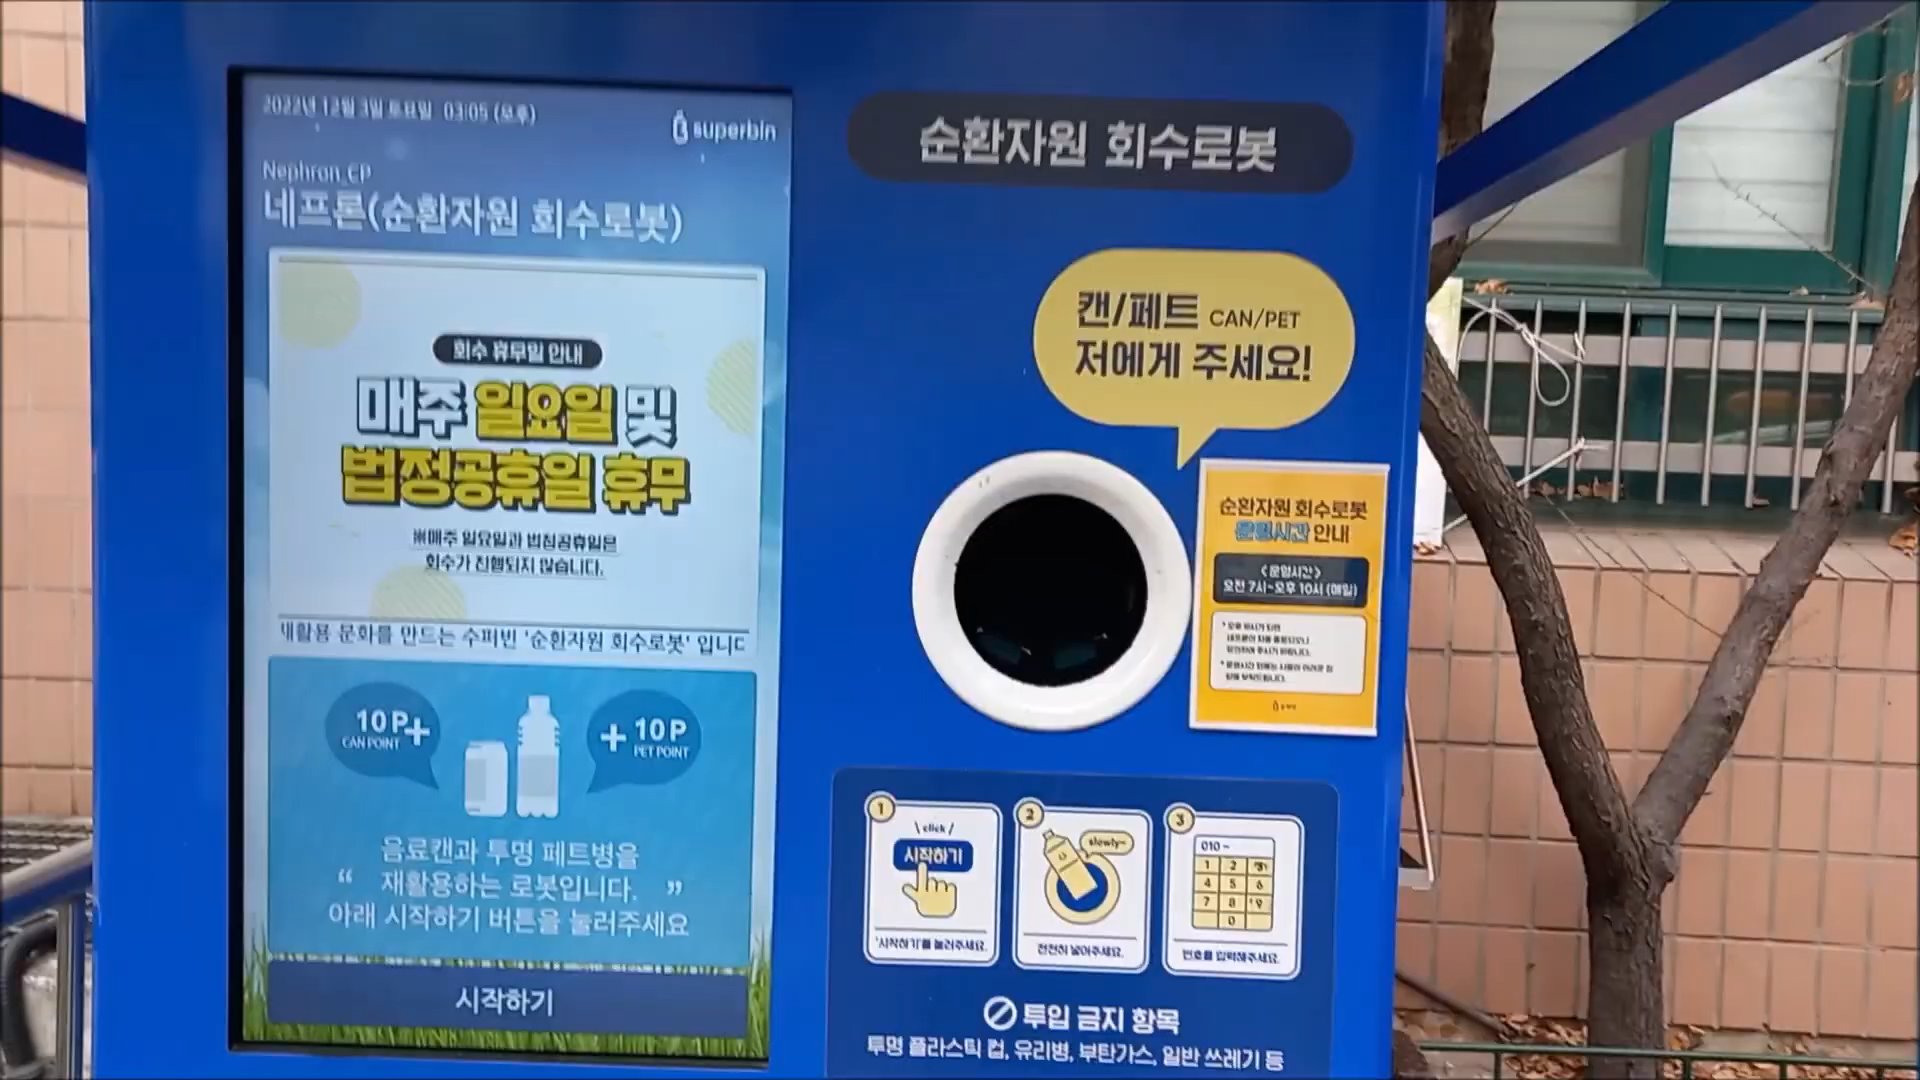 2022년 12월 3일 토요일 03:05 (오후)
superbin
Nephron_CP
네프론(순환자원 회수로봇)
회수 휴무일 안내
매주 일요일 및
법정공휴일 휴무
※매주 일요일과 법정공휴일은
회수가 진행되지 않습니다.
재활용 문화를 만드는 수퍼빈 '순환자원 회수로봇' 입니다
10P+
CAN POINT
+10P
PET POINT
음료캔과 투명 페트병을
“ 재활용하는 로봇입니다. ”
아래 시작하기 버튼을 눌러주세요
시작하기
순환자원 회수로봇
캔/페트 CAN/PET
저에게 주세요!
순환자원 회수로봇
운영시간 안내
<운영시간>
오전 7시~오후 10시 (매일)
1
\ click /
시작하기
'시작하기'를 눌러주세요.
2
slowly~
천천히 넣어주세요.
3
010 ~
1 2 3
4 5 6
7 8 9
0
번호를 입력해주세요.
투입 금지 항목
투명 플라스틱 컵, 유리병, 부탄가스, 일반 쓰레기 등